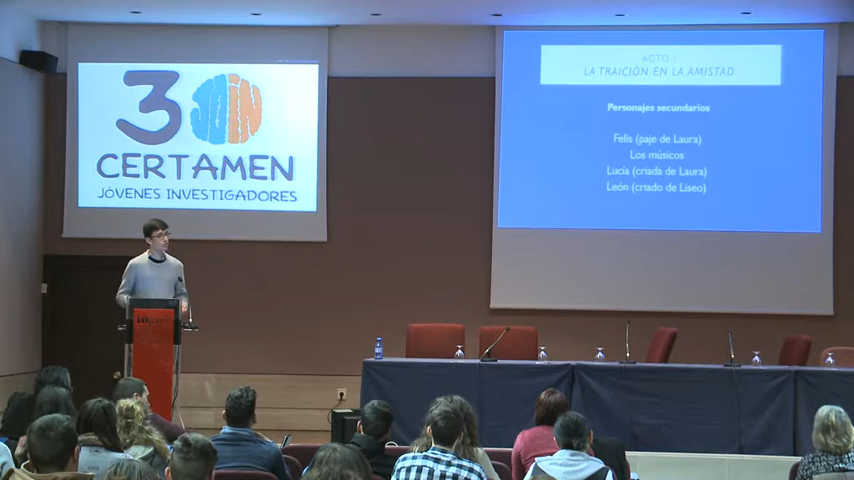 30
JOIN
CERTAMEN
JÓVENES INVESTIGADORES
ACTO I
LA TRAICIÓN EN LA AMISTAD
Personajes secundarios
Felis (paje de Laura)
Los músicos
Lucía (criada de Laura)
León (criado de Liseo)